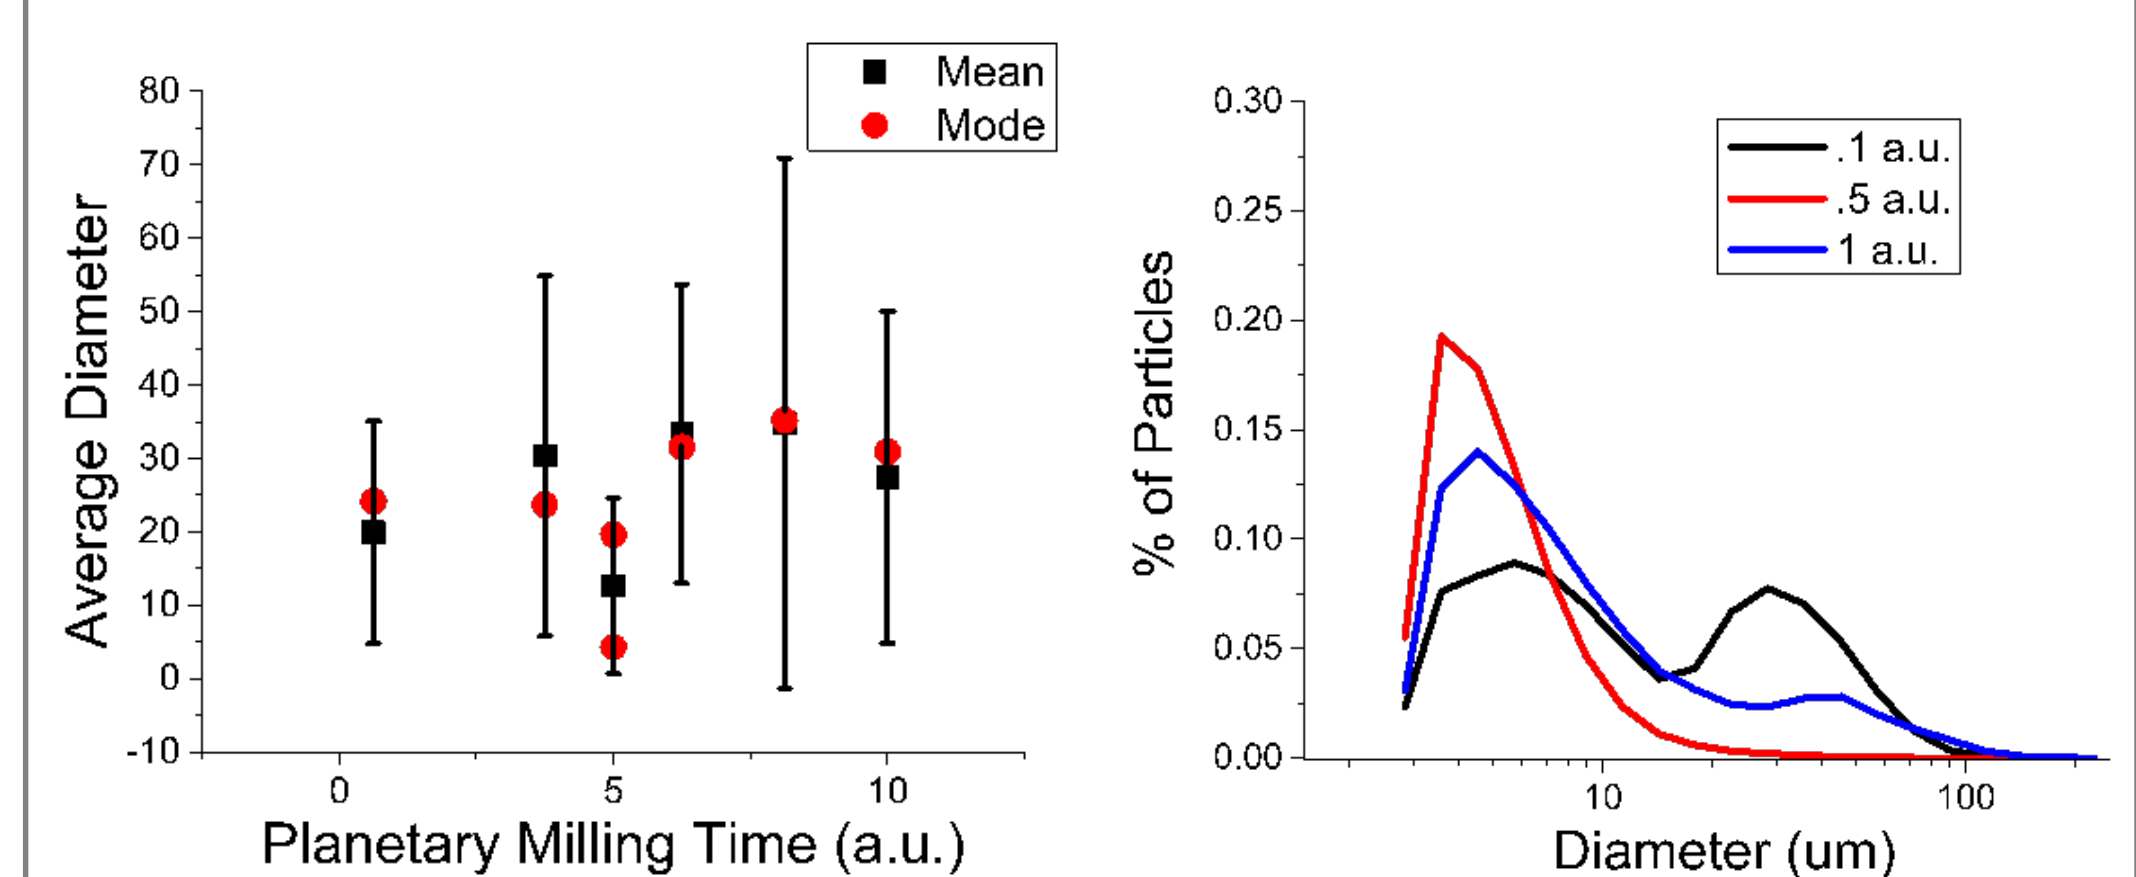 Mean
Mode
80
70
60
50
40
30
20
10
0
-10
Average Diameter
0 5 10
Planetary Milling Time (a.u.)
.1 a.u.
.5 a.u.
1 a.u.
0.30
0.25
0.20
0.15
0.10
0.05
0.00
% of Particles
10 100
Diameter (um)